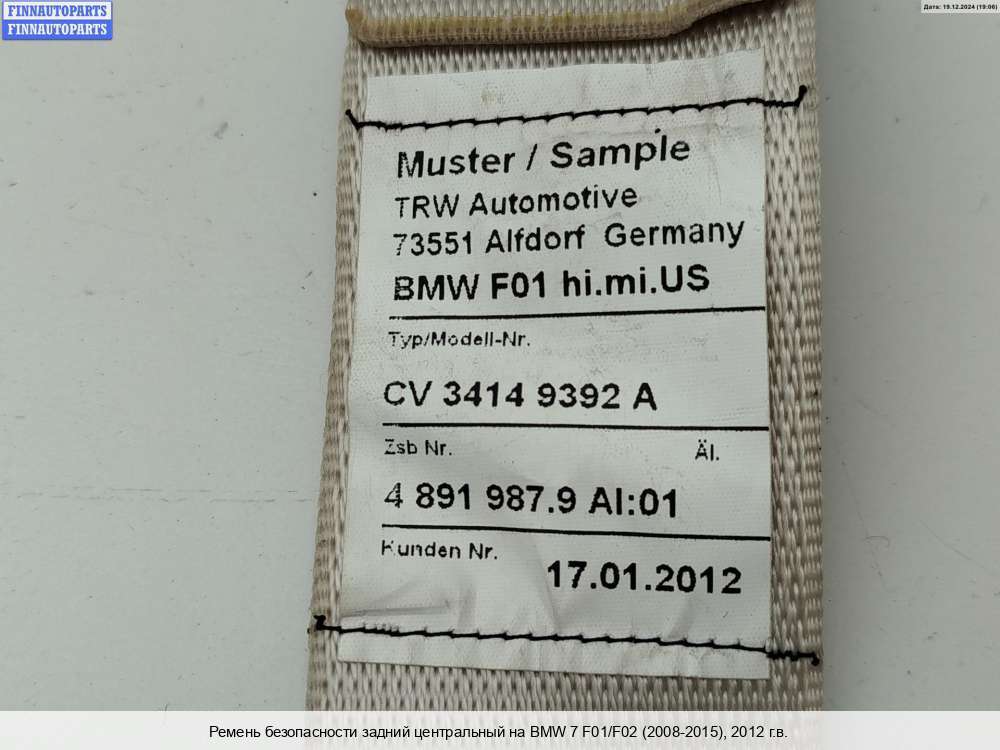 FINNAUTOPARTS
FINNAUTOPARTS
Дата: 19.12.2024 (19:06)
Muster / Sample
TRW Automotive
73551 Alfdorf Germany
BMW F01 hi.mi.US
Typ/Modell-Nr.
CV 3414 9392 A
Zsb Nr. Äl.
4 891 987.9 AI:01
Kunden Nr.
17.01.2012
Ремень безопасности задний центральный на BMW 7 F01/F02 (2008-2015), 2012 г.в.